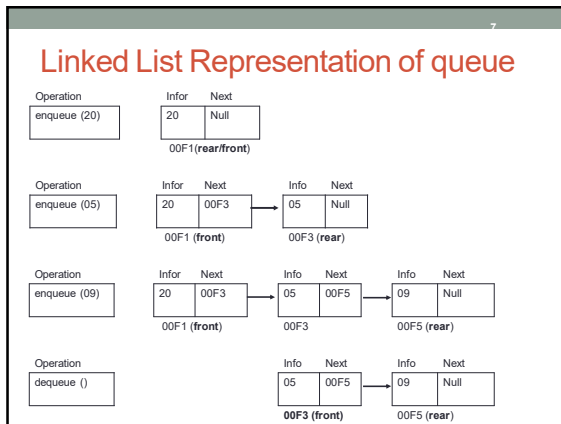 7
Linked List Representation of queue
Operation Infor Next
enqueue (20) 20 Null
00F1(rear/front)
Operation Infor Next Info Next
enqueue (05) 20 00F3 05 Null
00F1 (front) 00F3 (rear)
Operation Infor Next Info Next Info Next
enqueue (09) 20 00F3 05 00F5 09 Null
00F1 (front) 00F3 00F5 (rear)
Operation Info Next Info Next
dequeue () 05 00F5 09 Null
00F3 (front) 00F5 (rear)